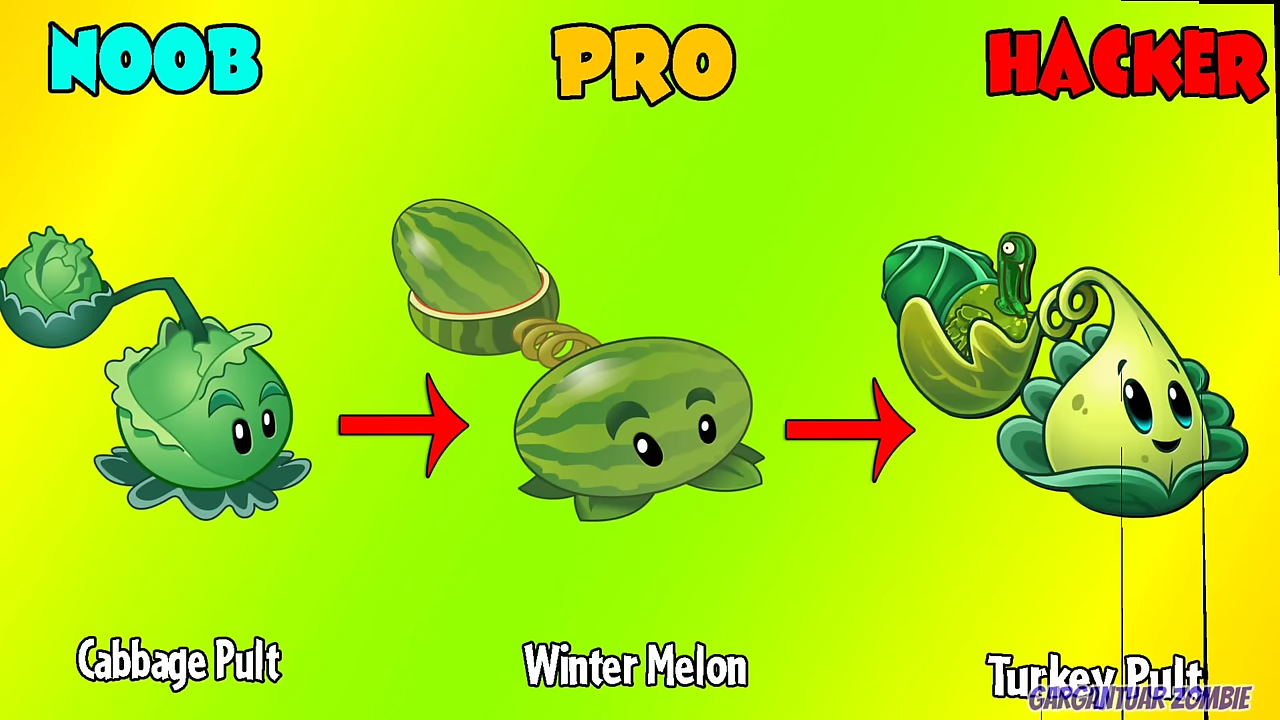 NOOB PRO HACKER
Cabbage Pult Winter Melon Turkey Pult
GARGANTUAR ZOMBIE